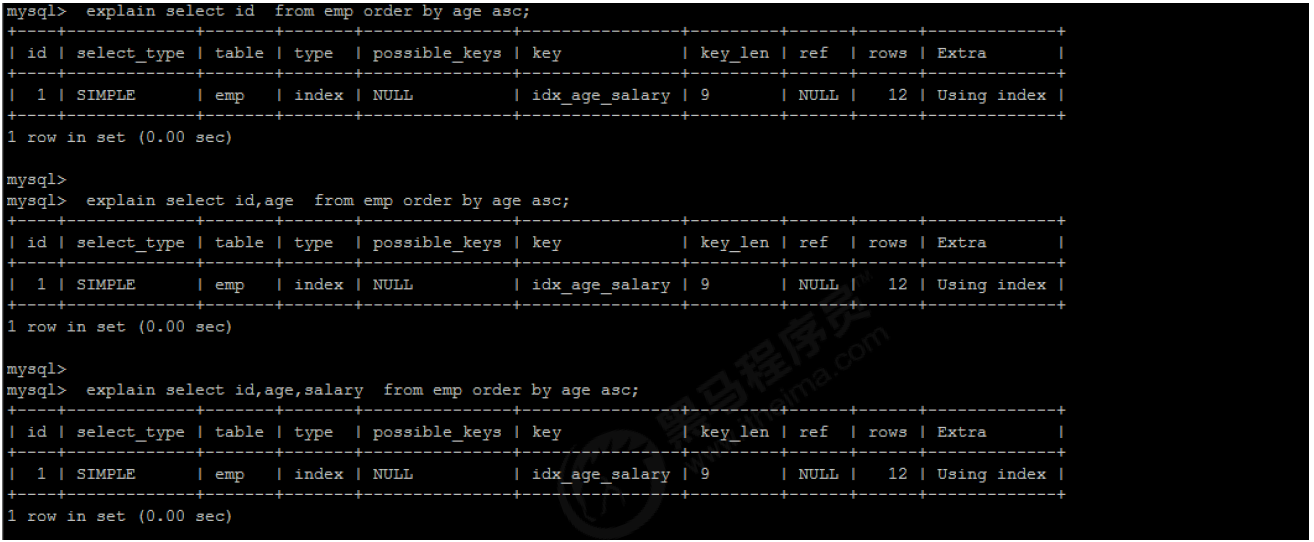 mysql>  explain select id  from emp order by age asc;
+----+-------------+-------+-------+---------------+----------------+---------+------+------+-------------+
| id | select_type | table | type  | possible_keys | key            | key_len | ref  | rows | Extra       |
+----+-------------+-------+-------+---------------+----------------+---------+------+------+-------------+
|  1 | SIMPLE      | emp   | index | NULL          | idx_age_salary | 9       | NULL |   12 | Using index |
+----+-------------+-------+-------+---------------+----------------+---------+------+------+-------------+
1 row in set (0.00 sec)
mysql>
mysql>  explain select id,age  from emp order by age asc;
+----+-------------+-------+-------+---------------+----------------+---------+------+------+-------------+
| id | select_type | table | type  | possible_keys | key            | key_len | ref  | rows | Extra       |
+----+-------------+-------+-------+---------------+----------------+---------+------+------+-------------+
|  1 | SIMPLE      | emp   | index | NULL          | idx_age_salary | 9       | NULL |   12 | Using index |
+----+-------------+-------+-------+---------------+----------------+---------+------+------+-------------+
1 row in set (0.00 sec)
mysql>
mysql>  explain select id,age,salary  from emp order by age asc;
+----+-------------+-------+-------+---------------+----------------+---------+------+------+-------------+
| id | select_type | table | type  | possible_keys | key            | key_len | ref  | rows | Extra       |
+----+-------------+-------+-------+---------------+----------------+---------+------+------+-------------+
|  1 | SIMPLE      | emp   | index | NULL          | idx_age_salary | 9       | NULL |   12 | Using index |
+----+-------------+-------+-------+---------------+----------------+---------+------+------+-------------+
1 row in set (0.00 sec)
黑马程序员™
www.itheima.com